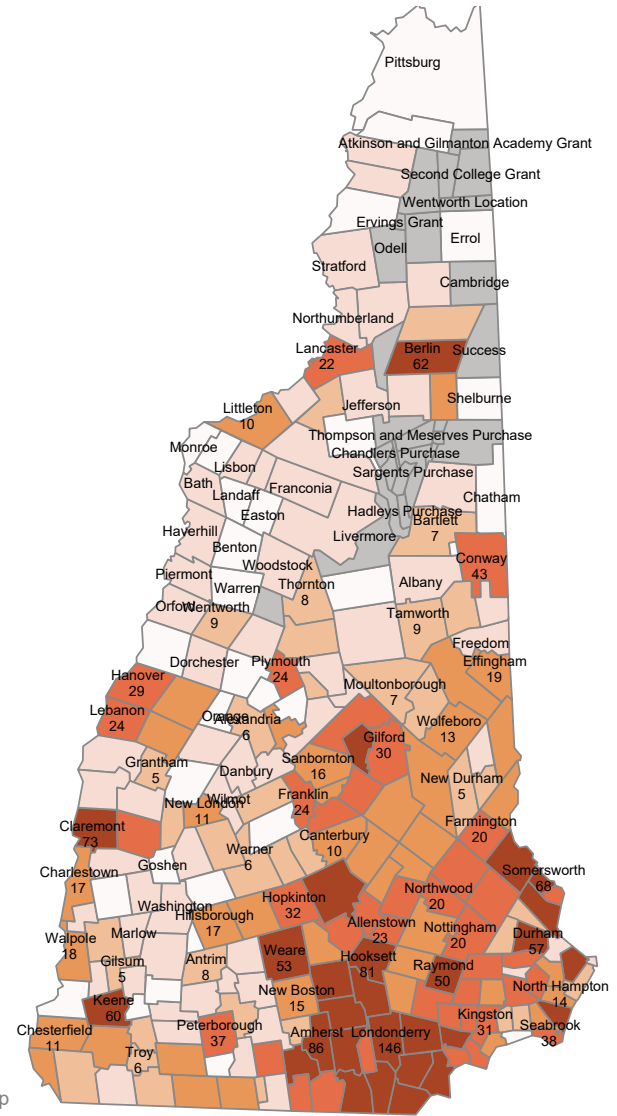 Pittsburg
Atkinson and Gilmanton Academy Grant
Second College Grant
Wentworth Location
Ervings Grant
Errol
Odell
Stratford
Cambridge
Northumberland
Lancaster
22
Berlin
62
Success
Jefferson
Shelburne
Littleton
10
Thompson and Meserves Purchase
Monroe
Chandlers Purchase
Lisbon
Sargents Purchase
Bath
Landaff
Franconia
Chatham
Easton
Hadleys Purchase
Bartlett
7
Haverhill
Livermore
Benton
Conway
43
Woodstock
Piermont
Warren
Thornton
8
Albany
Orford
Wentworth
9
Tamworth
9
Freedom
Dorchester
Plymouth
24
Effingham
19
Hanover
29
Moultonborough
7
Lebanon
24
Orange
Alexandria
6
Wolfeboro
13
Gilford
30
Grantham
5
Sanbornton
16
Danbury
New Durham
5
New London
11
Wilmot
Franklin
24
Claremont
73
Farmington
20
Canterbury
10
Warner
6
Goshen
Charlestown
17
Somersworth
68
Northwood
20
Hopkinton
32
Washington
Hillsborough
17
Allenstown
23
Nottingham
20
Durham
57
Marlow
Walpole
18
Weare
53
Hooksett
81
Gilsum
5
Antrim
8
Raymond
50
North Hampton
14
New Boston
15
Keene
60
Kingston
31
Seabrook
38
Peterborough
37
Chesterfield
11
Amherst
86
Londonderry
146
Troy
6
p